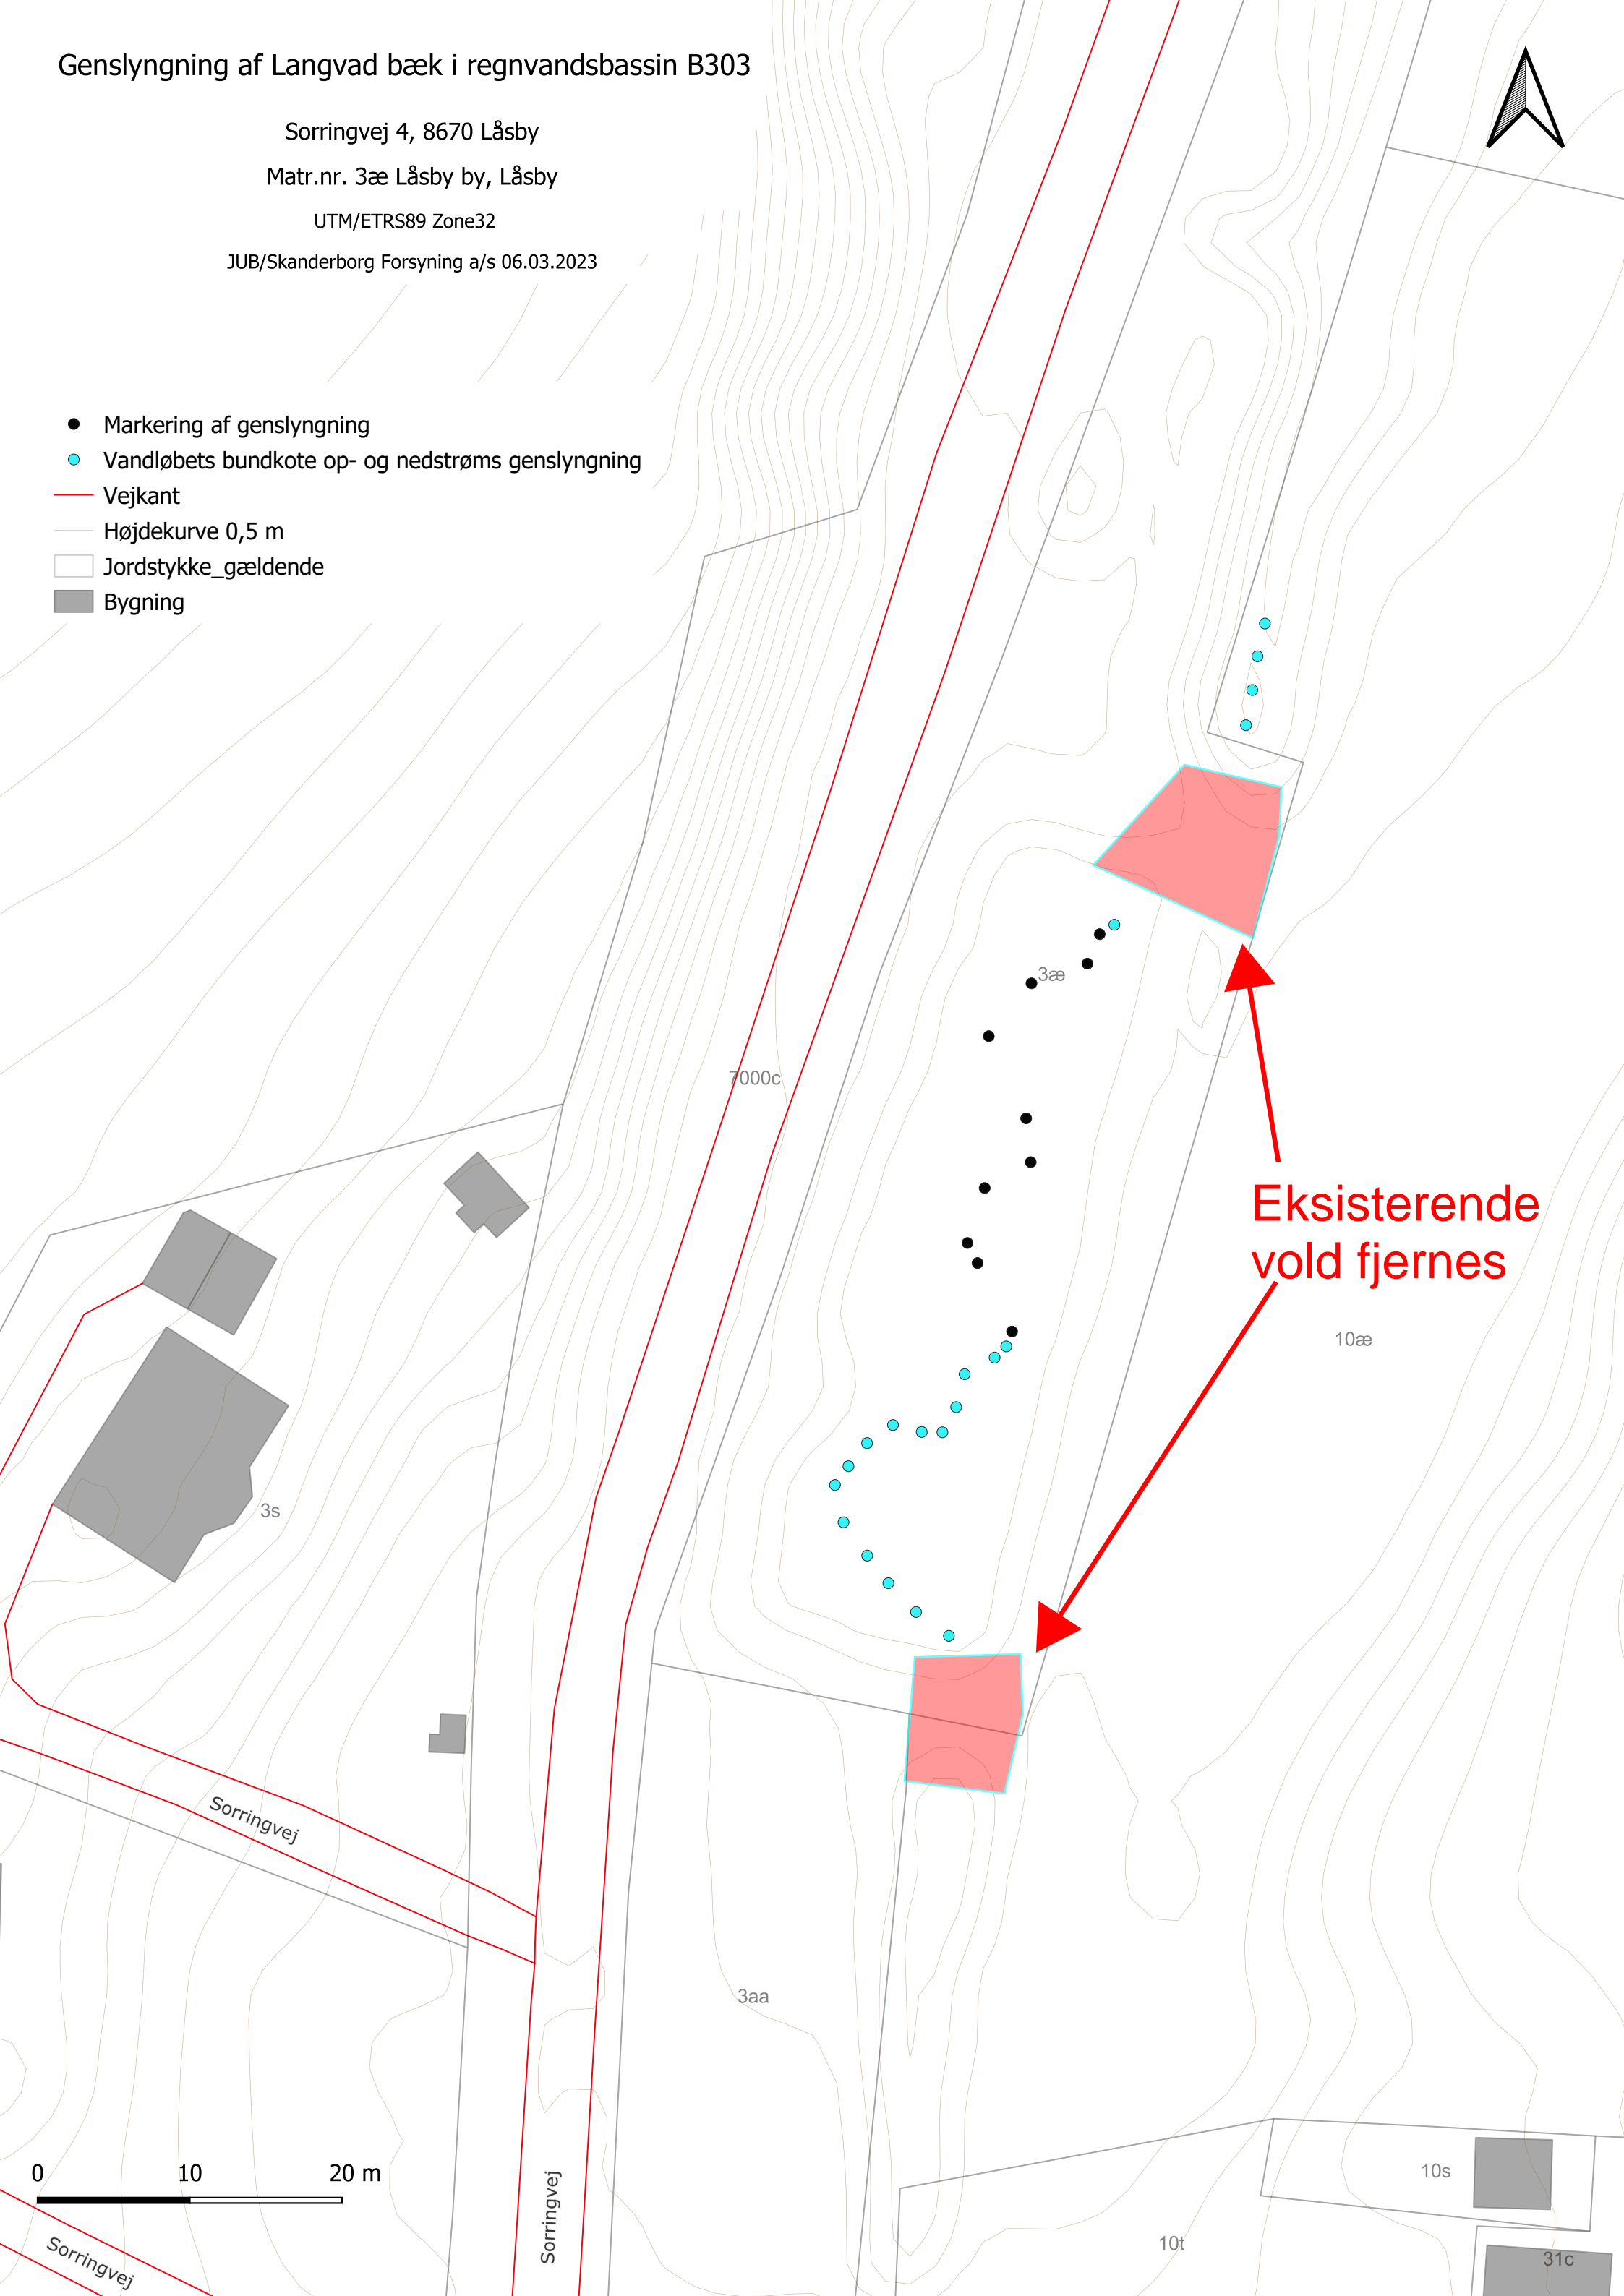 Genslyngning af Langvad bæk i regnvandsbassin B303
Sorringvej 4, 8670 Låsby
Matr.nr. 3æ Låsby by, Låsby
UTM/ETRS89 Zone32
JUB/Skanderborg Forsyning a/s 06.03.2023
Markering af genslyngning
Vandløbets bundkote op- og nedstrøms genslyngning
Vejkant
Højdekurve 0,5 m
Jordstykke_gældende
Bygning
3æ
7000c
Eksisterende
vold fjernes
10æ
3s
Sorringvej
3aa
0 10 20 m
Sorringvej
Sorringvej
10s
10t
31c